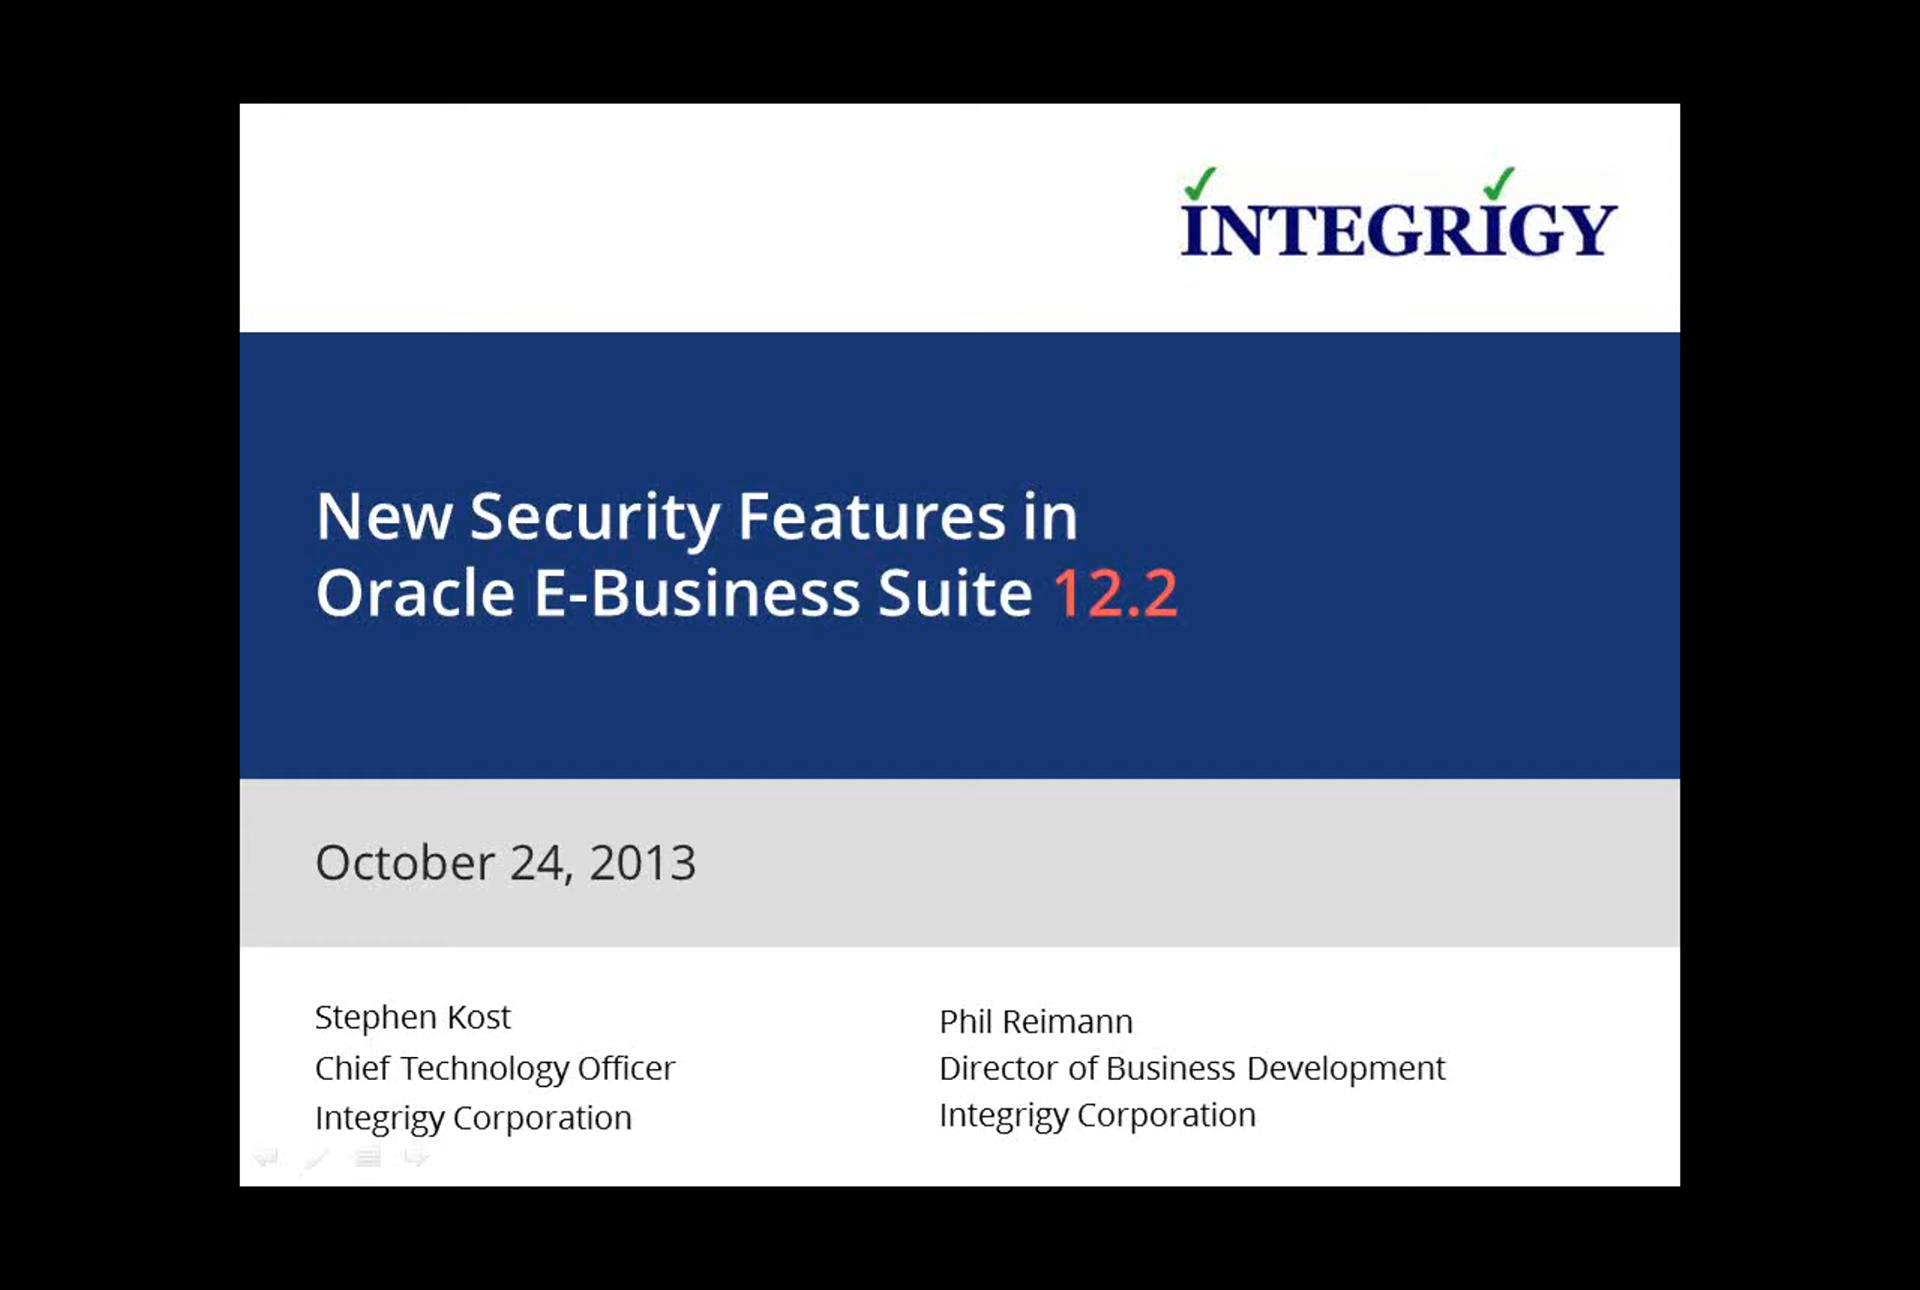 INTEGRIGY
New Security Features in
Oracle E-Business Suite 12.2
October 24, 2013
Stephen Kost
Chief Technology Officer
Integrigy Corporation
Phil Reimann
Director of Business Development
Integrigy Corporation